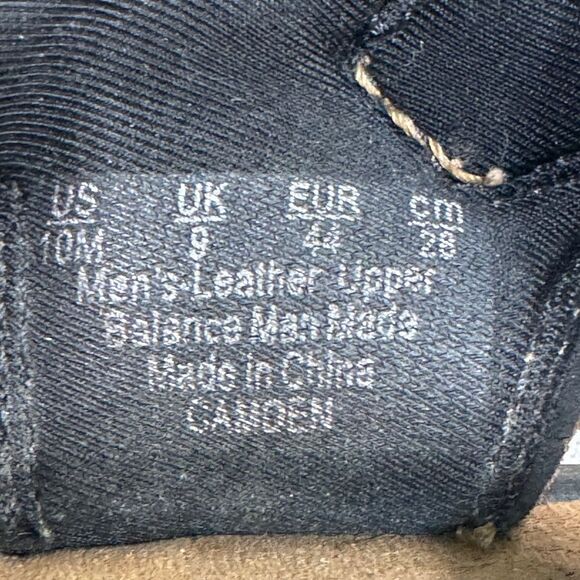 US UK EUR cm
10M 9 44 28
Men's Leather Upper
Balance Man Made
Made in China
CAMDEN